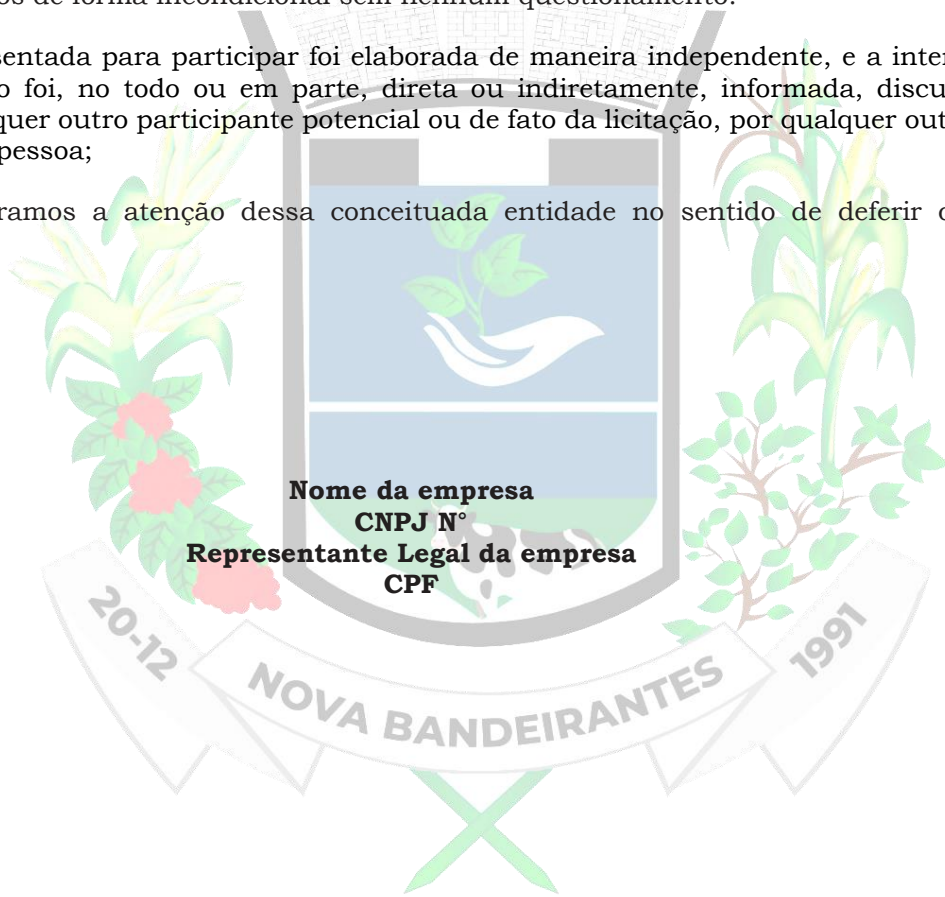 os de forma incondicional sem nenhum questionamento.
sentada para participar foi elaborada de maneira independente, e a inte
o foi, no todo ou em parte, direta ou indiretamente, informada, discu
quer outro participante potencial ou de fato da licitação, por qualquer out
pessoa;
ramos a atenção dessa conceituada entidade no sentido de deferir
Nome da empresa
CNPJ N°
Representante Legal da empresa
CPF
20-12
NOVA BANDEIRANTES
1991